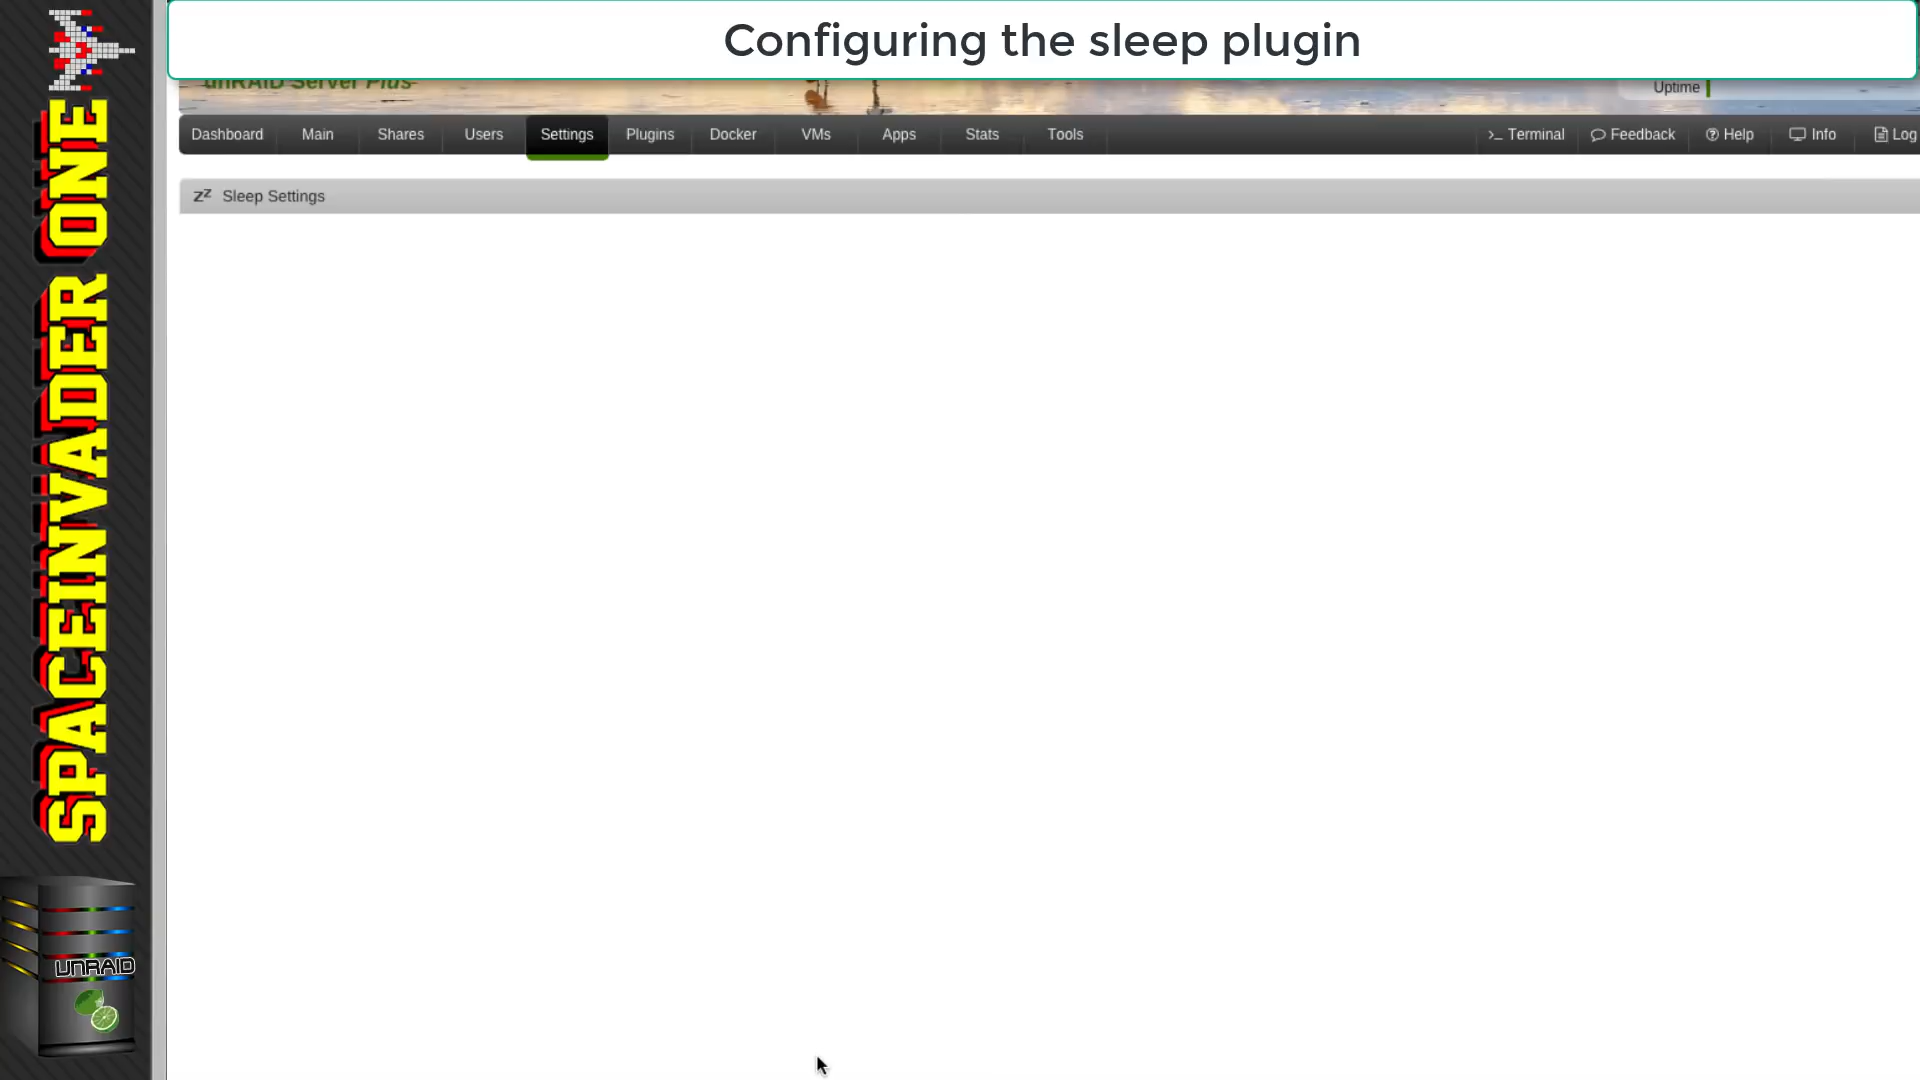 Configuring the sleep plugin
unRAID Server Plus
Uptime
Dashboard Main Shares Users Settings Plugins Docker VMs Apps Stats Tools >_ Terminal Feedback Help Info Log
zz Sleep Settings
SPACEINVADER ONE
UNRAID